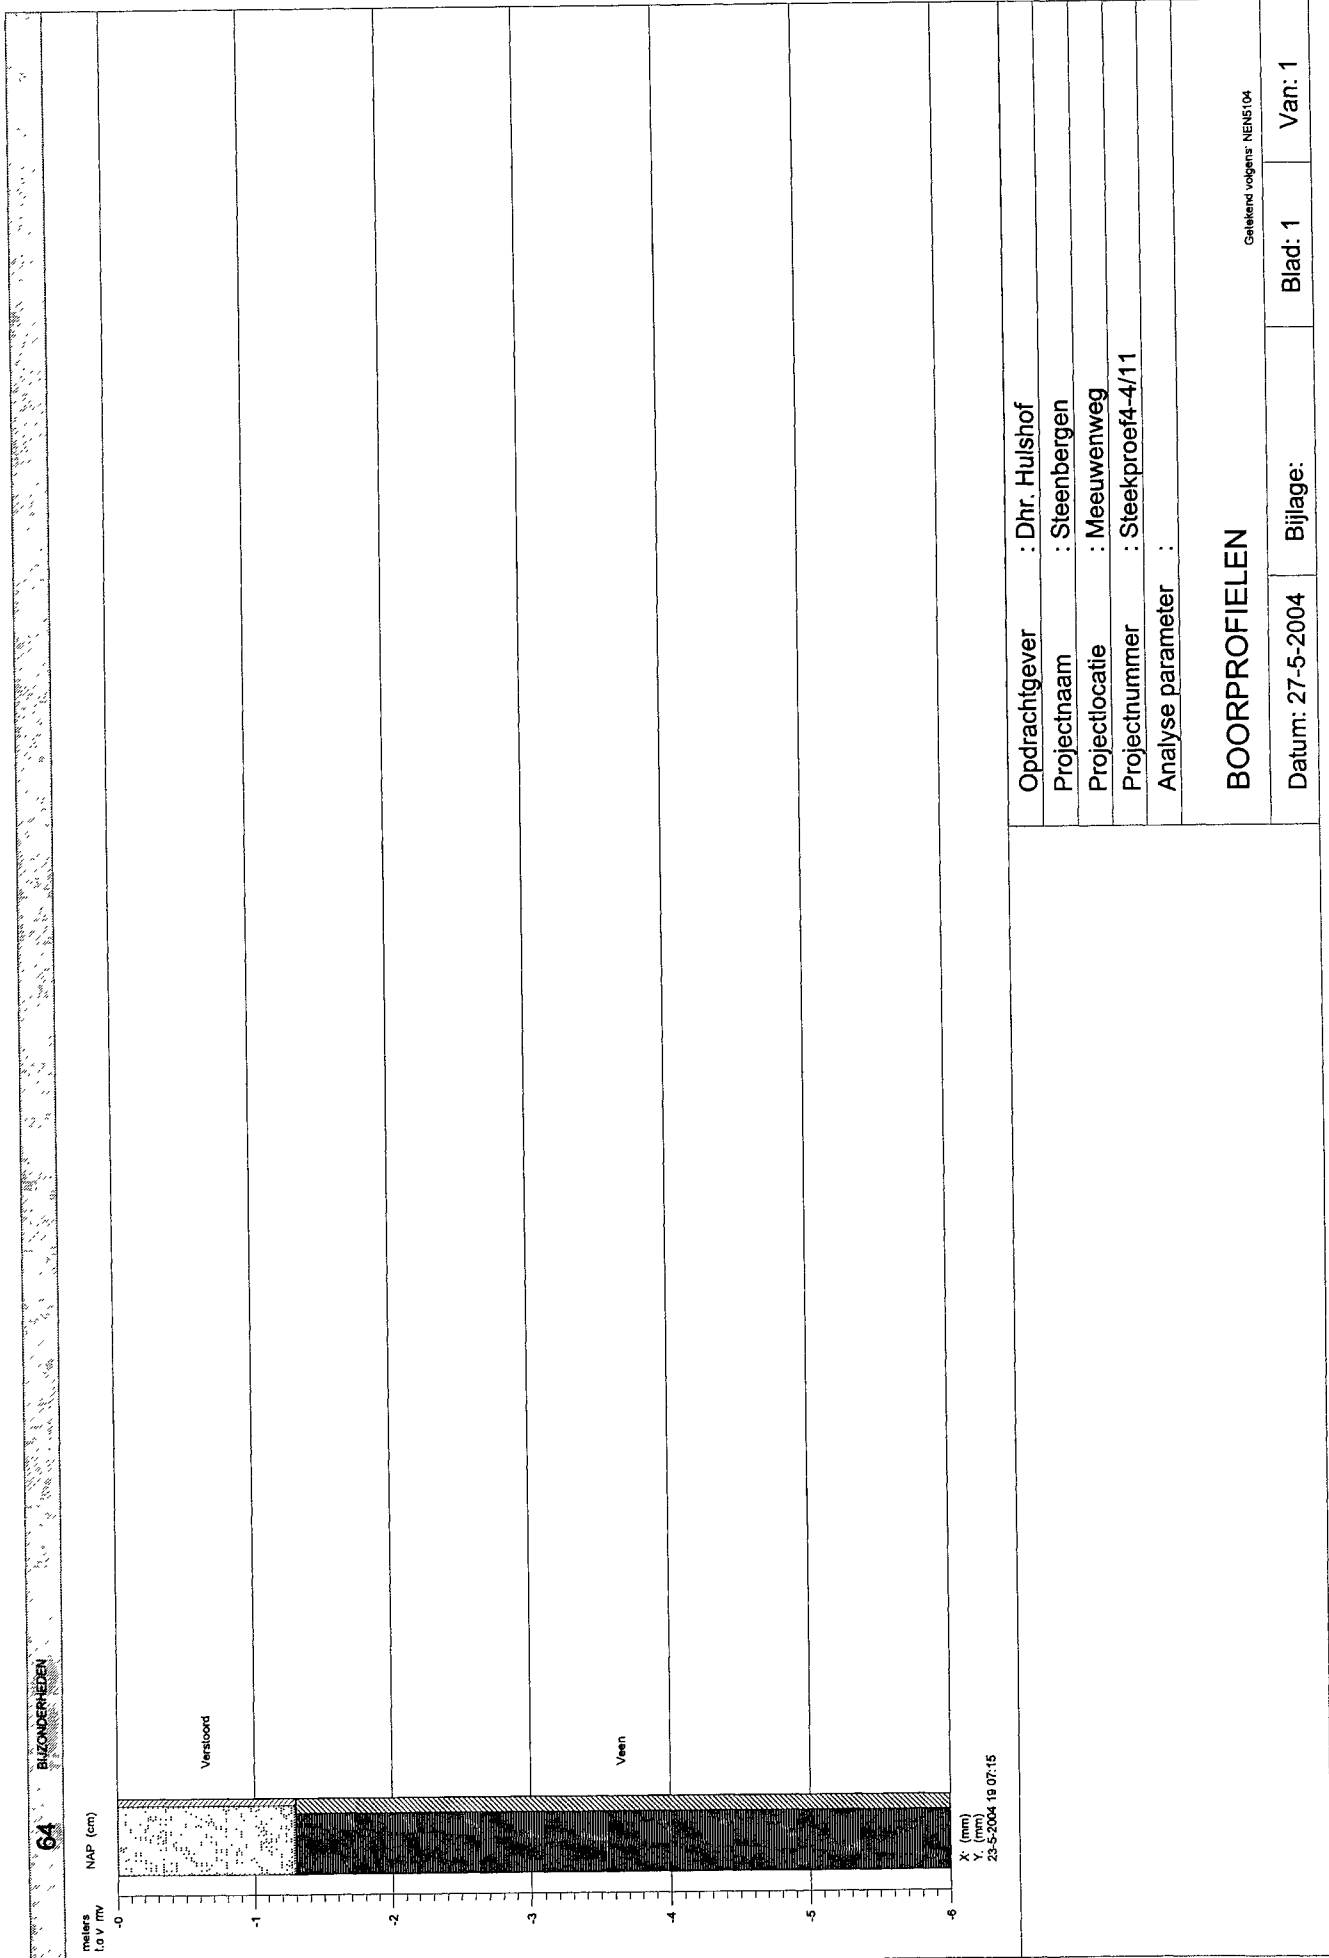 64 BIJZONDERHEDEN
meters
t.o.v. mv
NAP (cm)
-0
-1
-2
-3
-4
-5
-6
Verstoord
Veen
X: (mm)
Y: (mm)
23-5-2004 19 07:15
Opdrachtgever : Dhr. Hulshof
Projectnaam : Steenbergen
Projectlocatie : Meeuwenweg
Projectnummer : Steekproef4-4/11
Analyse parameter :
BOORPROFIELEN
Getekend volgens: NEN5104
Datum: 27-5-2004 Bijlage: Blad: 1 Van: 1